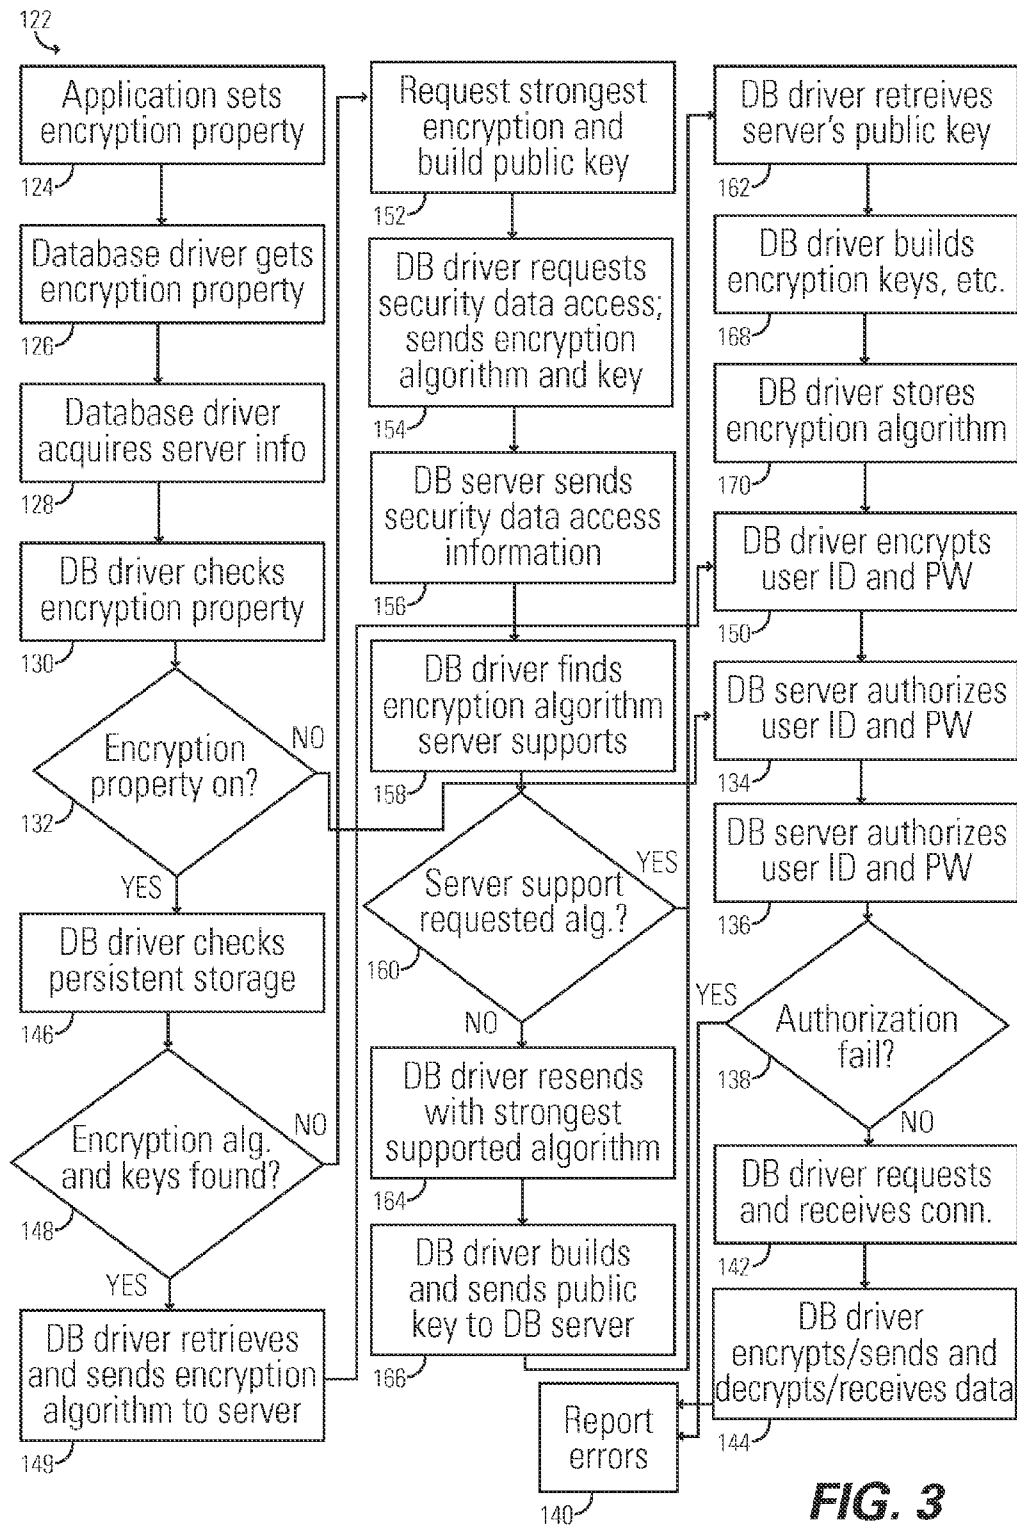 122
Application sets
encryption property
124
Database driver gets
encryption property
126
Database driver
acquires server info
128
DB driver checks
encryption property
130
Encryption
property on?
NO
132
YES
DB driver checks
persistent storage
146
Encryption alg.
and keys found?
NO
148
YES
DB driver retrieves
and sends encryption
algorithm to server
149
Request strongest
encryption and
build public key
152
DB driver requests
security data access;
sends encryption
algorithm and key
154
DB server sends
security data access
information
156
DB driver finds
encryption algorithm
server supports
158
Server support
requested alg.?
YES
160
NO
DB driver resends
with strongest
supported algorithm
164
DB driver builds
and sends public
key to DB server
166
DB driver retreives
server's public key
162
DB driver builds
encryption keys, etc.
168
DB driver stores
encryption algorithm
170
DB driver encrypts
user ID and PW
150
DB server authorizes
user ID and PW
134
DB server authorizes
user ID and PW
136
YES
Authorization
fail?
138
NO
DB driver requests
and receives conn.
142
DB driver
encrypts/sends and
decrypts/receives data
144
Report
errors
140
FIG. 3